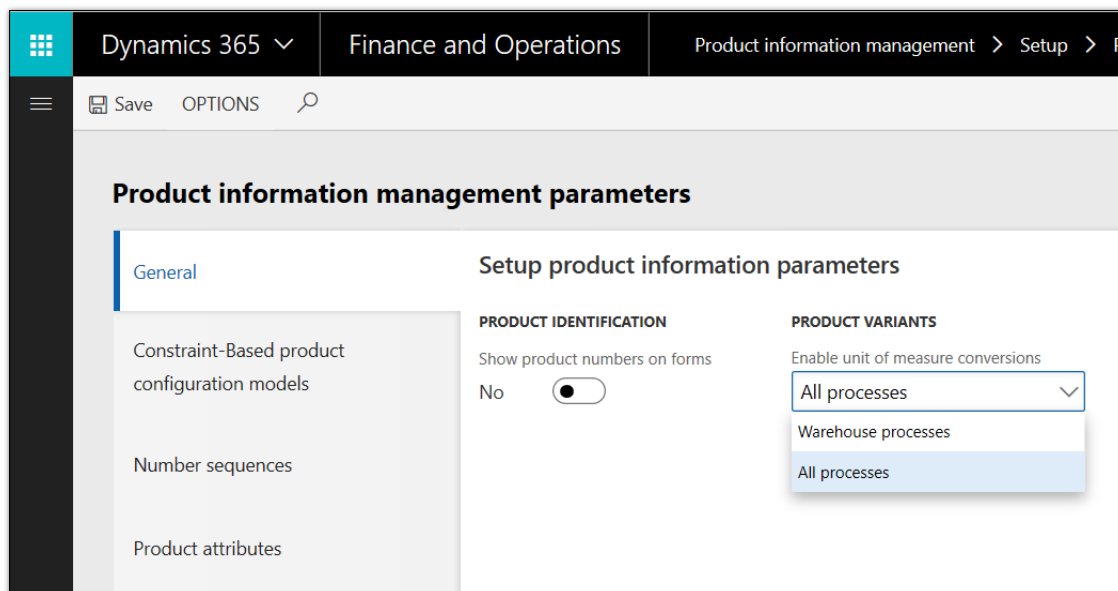 Dynamics 365
Finance and Operations
Product information management > Setup >
Save
OPTIONS
Product information management parameters
General
Constraint-Based product
configuration models
Number sequences
Product attributes
Setup product information parameters
PRODUCT IDENTIFICATION
Show product numbers on forms
No
PRODUCT VARIANTS
Enable unit of measure conversions
All processes
Warehouse processes
All processes